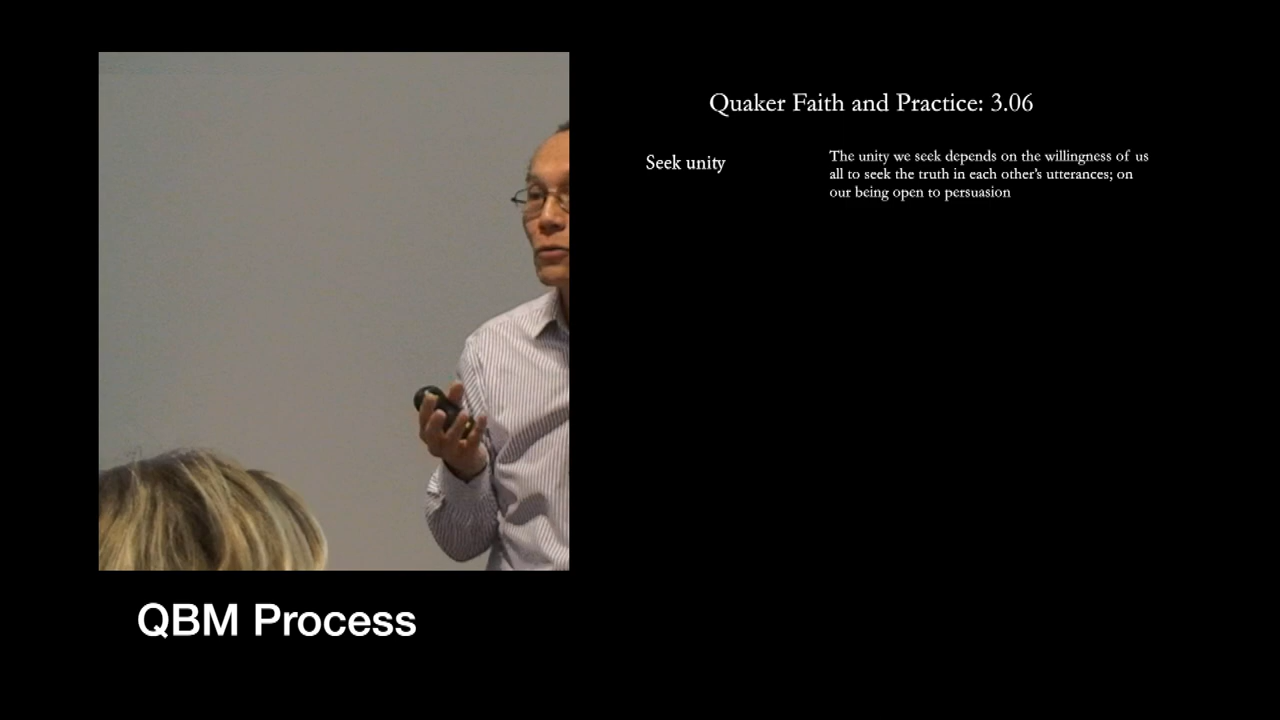 Quaker Faith and Practice: 3.06
Seek unity
The unity we seek depends on the willingness of us
all to seek the truth in each other’s utterances; on
our being open to persuasion
QBM Process